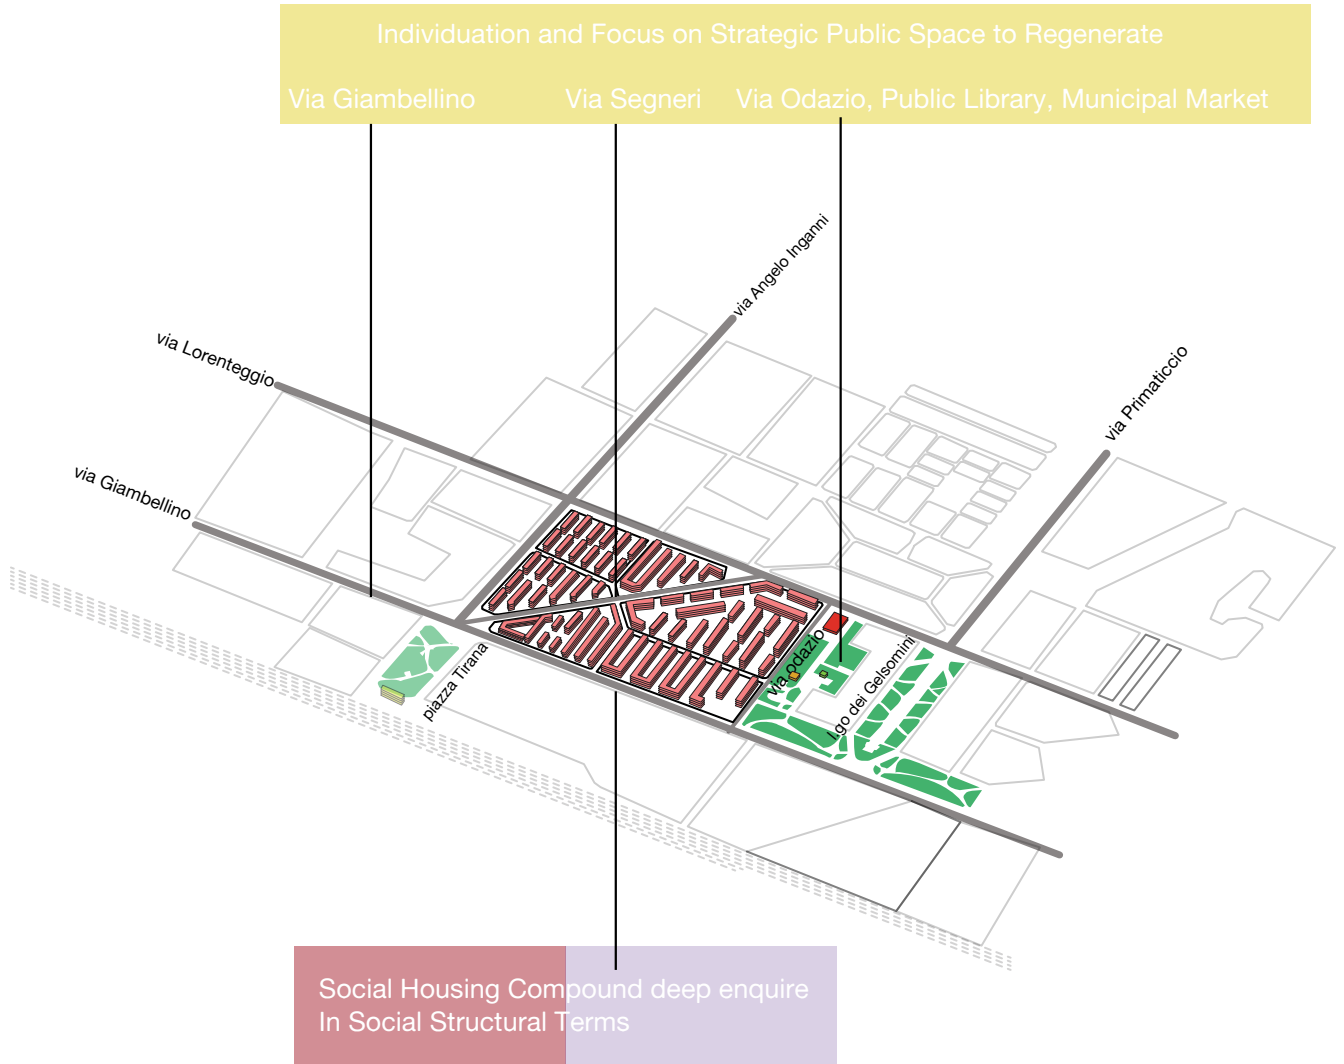 Individuation and Focus on Strategic Public Space to Regenerate
Via Giambellino
Via Segneri
Via Odazio, Public Library, Municipal Market
via Angelo Inganni
via Lorenteggio
via Primaticcio
via Giambellino
via odazio
l.go dei Gelsomini
piazza Tirana
Social Housing Compound deep enquire
In Social Structural Terms